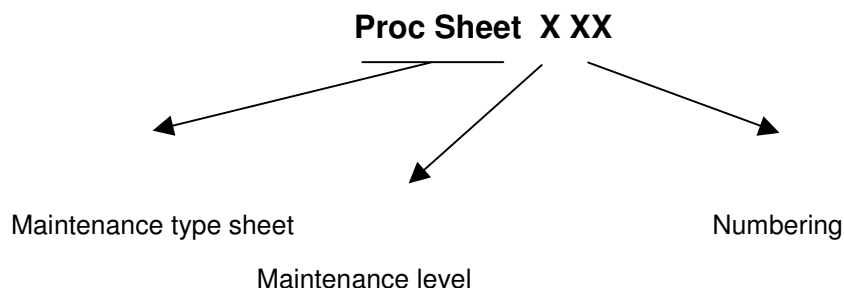 Proc Sheet X XX
Maintenance type sheet
Numbering
Maintenance level